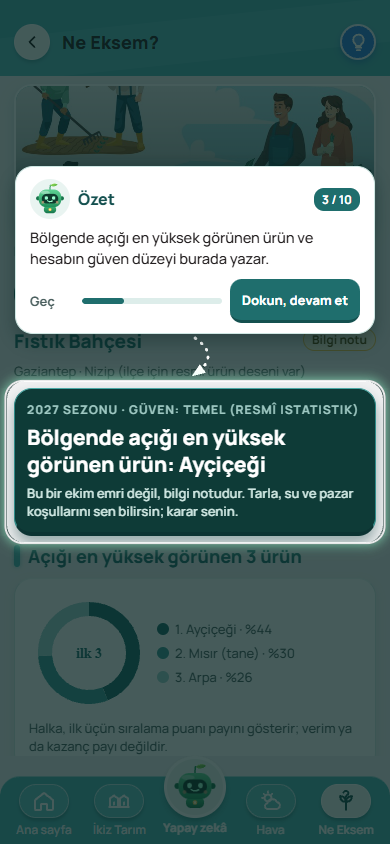 Ne Eksem?
Özet
3 / 10
Bölgende açığı en yüksek görünen ürün ve
hesabın güven düzeyi burada yazar.
Geç
Dokun, devam et
Fıstık Bahçesi
Bilgi notu
Gaziantep · Nizip (ilçe için resmî ürün deseni var)
2027 SEZONU · GÜVEN: TEMEL (RESMÎ ISTATISTIK)
Bölgende açığı en yüksek
görünen ürün: Ayçiçeği
Bu bir ekim emri değil, bilgi notudur. Tarla, su ve pazar
koşullarını sen bilirsin; karar senin.
Açığı en yüksek görünen 3 ürün
ilk 3
1. Ayçiçeği · %44
2. Mısır (tane) · %30
3. Arpa · %26
Halka, ilk üçün sıralama puanı payını gösterir; verim ya
da kazanç payı değildir.
Ana sayfa
İkiz Tarım
Yapay zekâ
Hava
Ne Eksem